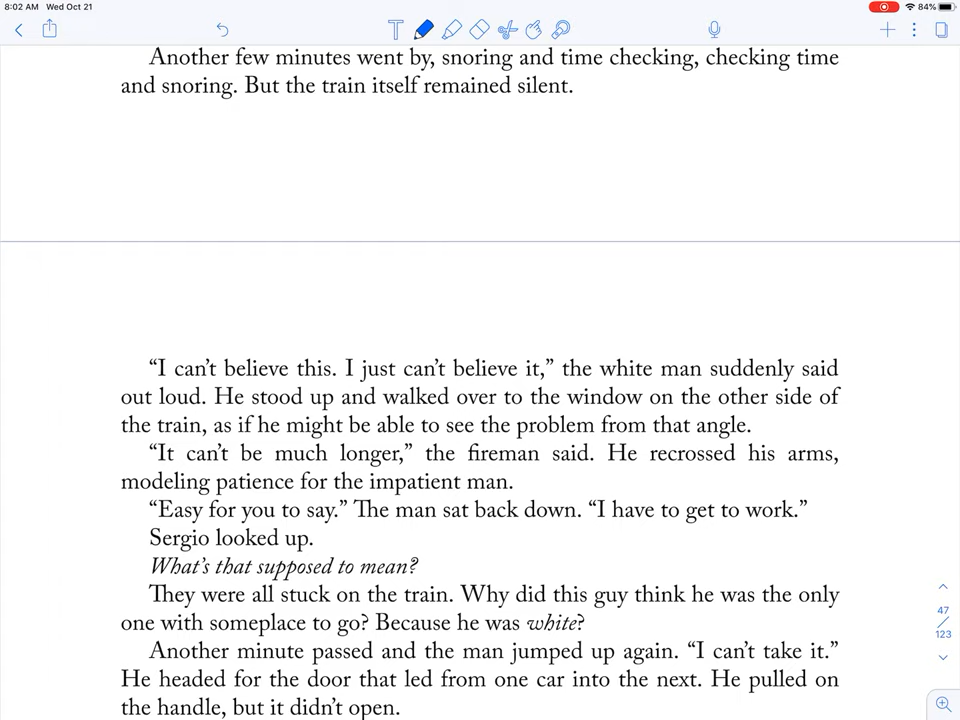 8:02 AM Wed Oct 21
84%
Another few minutes went by, snoring and time checking, checking time
and snoring. But the train itself remained silent.
“I can’t believe this. I just can’t believe it,” the white man suddenly said
out loud. He stood up and walked over to the window on the other side of
the train, as if he might be able to see the problem from that angle.
“It can’t be much longer,” the fireman said. He recrossed his arms,
modeling patience for the impatient man.
“Easy for you to say.” The man sat back down. “I have to get to work.”
Sergio looked up.
What’s that supposed to mean?
They were all stuck on the train. Why did this guy think he was the only
one with someplace to go? Because he was white?
Another minute passed and the man jumped up again. “I can’t take it.”
He headed for the door that led from one car into the next. He pulled on
the handle, but it didn’t open.
47
/
123